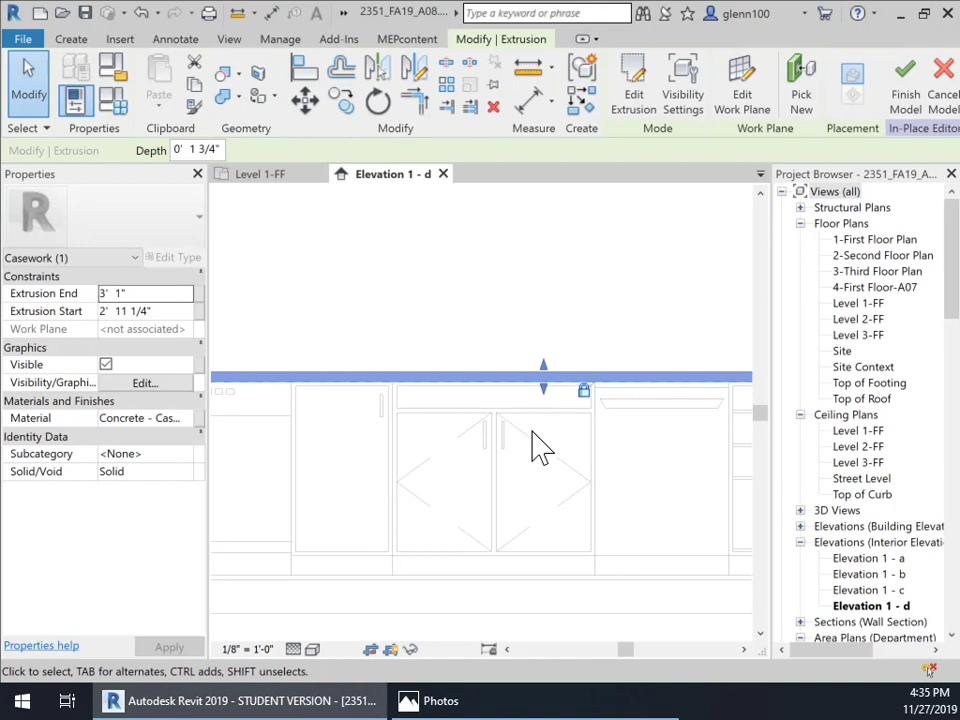 2351_FA19_A08....
Type a keyword or phrase
glenn100
File Create Insert Annotate View Manage Add-Ins MEPcontent Modify | Extrusion
Modify
Paste
Edit Extrusion
Visibility Settings
Edit Work Plane
Pick New
Finish Model
Cancel Model
Select Properties Clipboard Geometry Modify Measure Create Mode Work Plane Placement In-Place Editor
Modify | Extrusion Depth 0' 1 3/4"
Properties
Level 1-FF
Elevation 1 - d
Project Browser - 2351_FA19_A...
Casework (1) Edit Type
Constraints
Extrusion End 3' 1"
Extrusion Start 2' 11 1/4"
Work Plane <not associated>
Graphics
Visible
Visibility/Graphi... Edit...
Materials and Finishes
Material Concrete - Cas...
Identity Data
Subcategory <None>
Solid/Void Solid
Properties help Apply
Views (all)
Structural Plans
Floor Plans
1-First Floor Plan
2-Second Floor Plan
3-Third Floor Plan
4-First Floor-A07
Level 1-FF
Level 2-FF
Level 3-FF
Site
Site Context
Top of Footing
Top of Roof
Ceiling Plans
Level 1-FF
Level 2-FF
Level 3-FF
Street Level
Top of Curb
3D Views
Elevations (Building Elevat
Elevations (Interior Elevati
Elevation 1 - a
Elevation 1 - b
Elevation 1 - c
Elevation 1 - d
Sections (Wall Section)
Area Plans (Department)
1/8" = 1'-0"
Click to select, TAB for alternates, CTRL adds, SHIFT unselects.
Autodesk Revit 2019 - STUDENT VERSION - [2351...
Photos
4:35 PM
11/27/2019